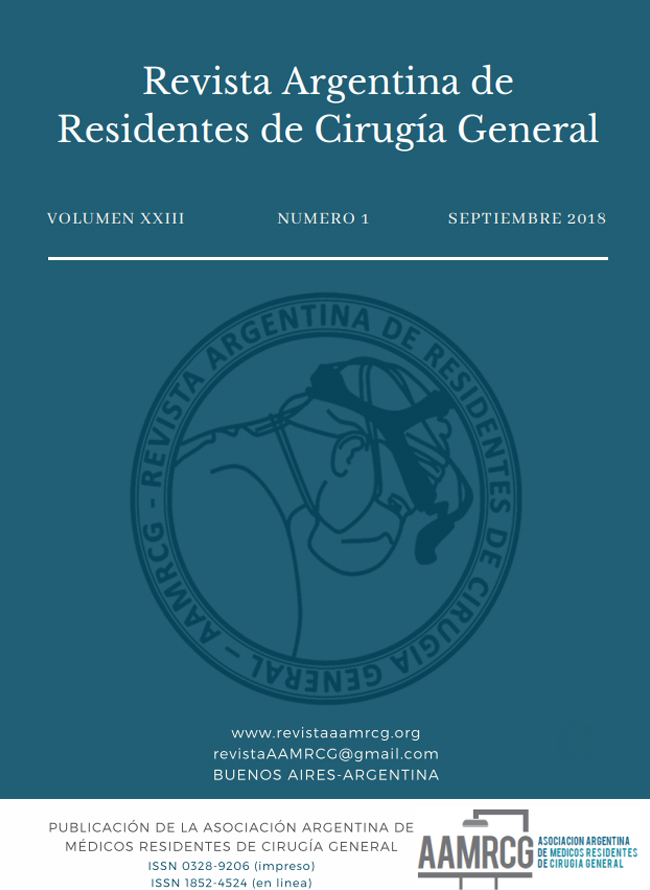 Revista Argentina de
Residentes de Cirugía General
VOLUMEN XXIII NUMERO 1 SEPTIEMBRE 2018
AAMRCG - REVISTA ARGENTINA DE RESIDENTES DE CIRUGIA GENERAL -
www.revistaaamrcg.org
revistaAAMRCG@gmail.com
BUENOS AIRES-ARGENTINA
PUBLICACIÓN DE LA ASOCIACIÓN ARGENTINA DE
MÉDICOS RESIDENTES DE CIRUGÍA GENERAL
ISSN 0328-9206 (impreso)
ISSN 1852-4524 (en linea)
AAMRCG
ASOCIACION ARGENTINA
DE MEDICOS RESIDENTES
DE CIRUGIA GENERAL